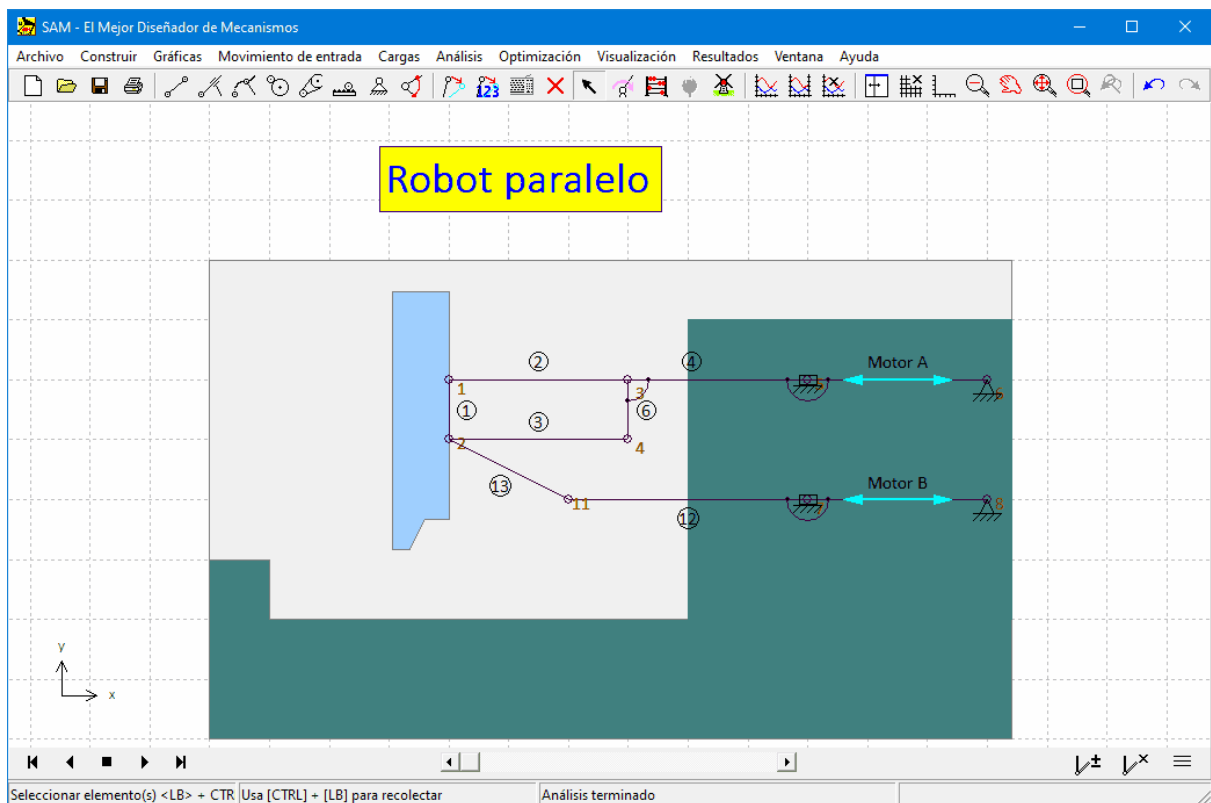 SAM - El Mejor Diseñador de Mecanismos
Archivo Construir Gráficas Movimiento de entrada Cargas Análisis Optimización Visualización Resultados Ventana Ayuda
123
Robot paralelo
2
4
Motor A
1
3
6
1
6
3
2
4
Motor B
13
11
12
8
y
x
Seleccionar elemento(s) <LB> + CTR Usa [CTRL] + [LB] para recolectar Análisis terminado